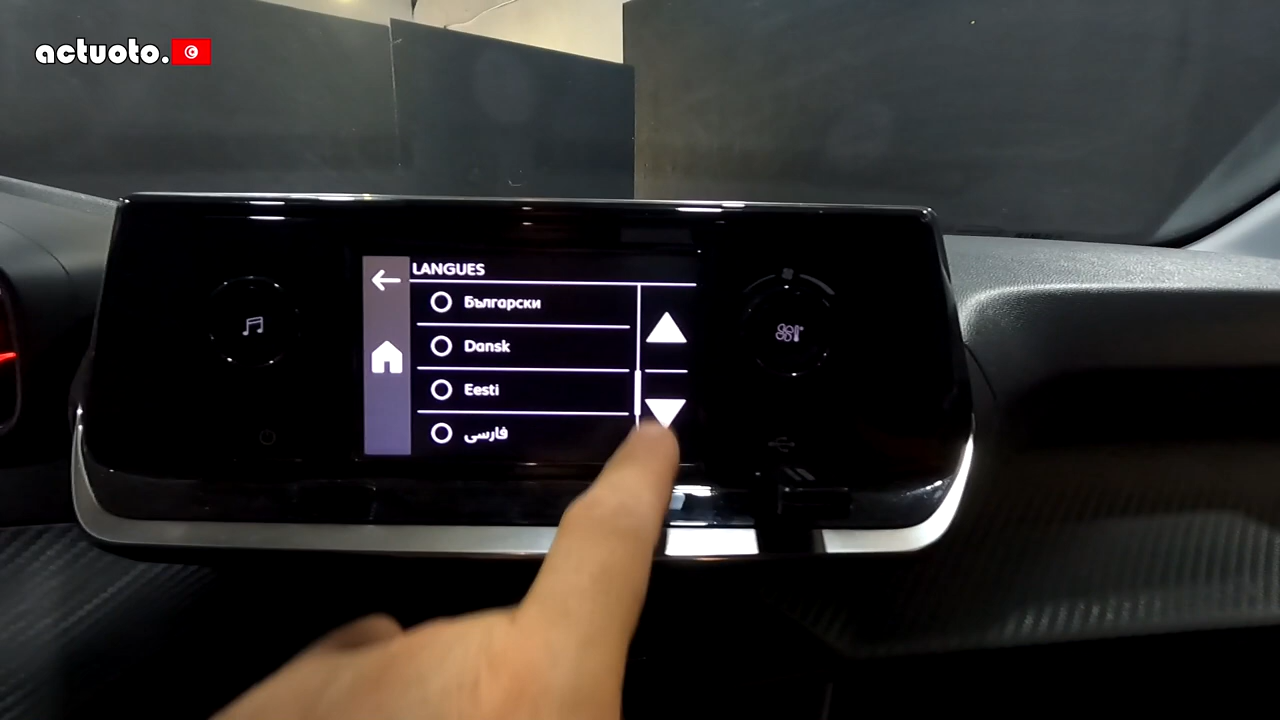 actuoto.
LANGUES
Български
Dansk
Eesti
فارسی